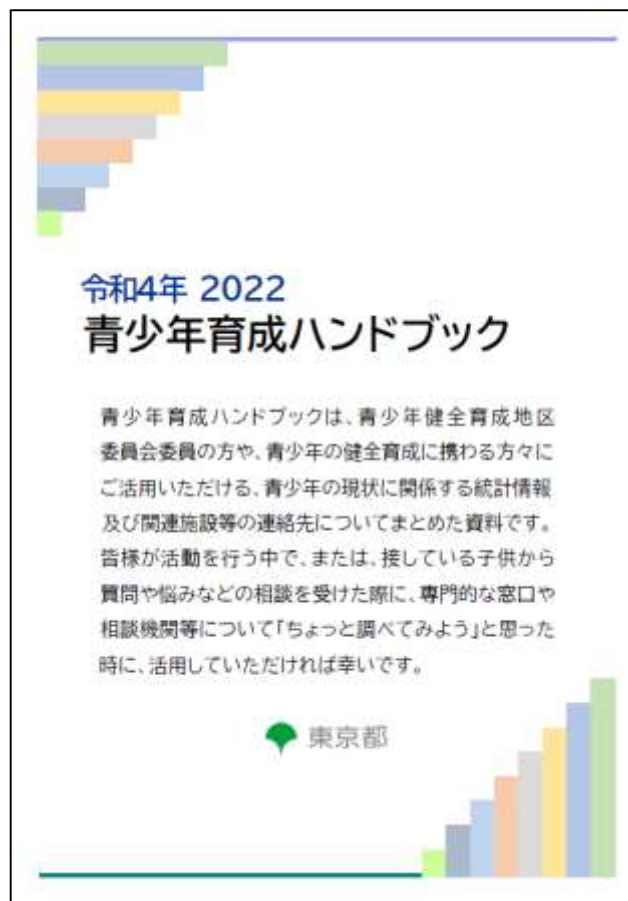 令和4年 2022
青少年育成ハンドブック
青少年育成ハンドブックは、青少年健全育成地区
委員会委員の方や、青少年の健全育成に携わる方々に
ご活用いただける、青少年の現状に関係する統計情報
及び関連施設等の連絡先についてまとめた資料です。
皆様が活動を行う中で、または、接している子供から
質問や悩みなどの相談を受けた際に、専門的な窓口や
相談機関等について「ちょっと調べてみよう」と思った
時に、活用していただければ幸いです。
東京都